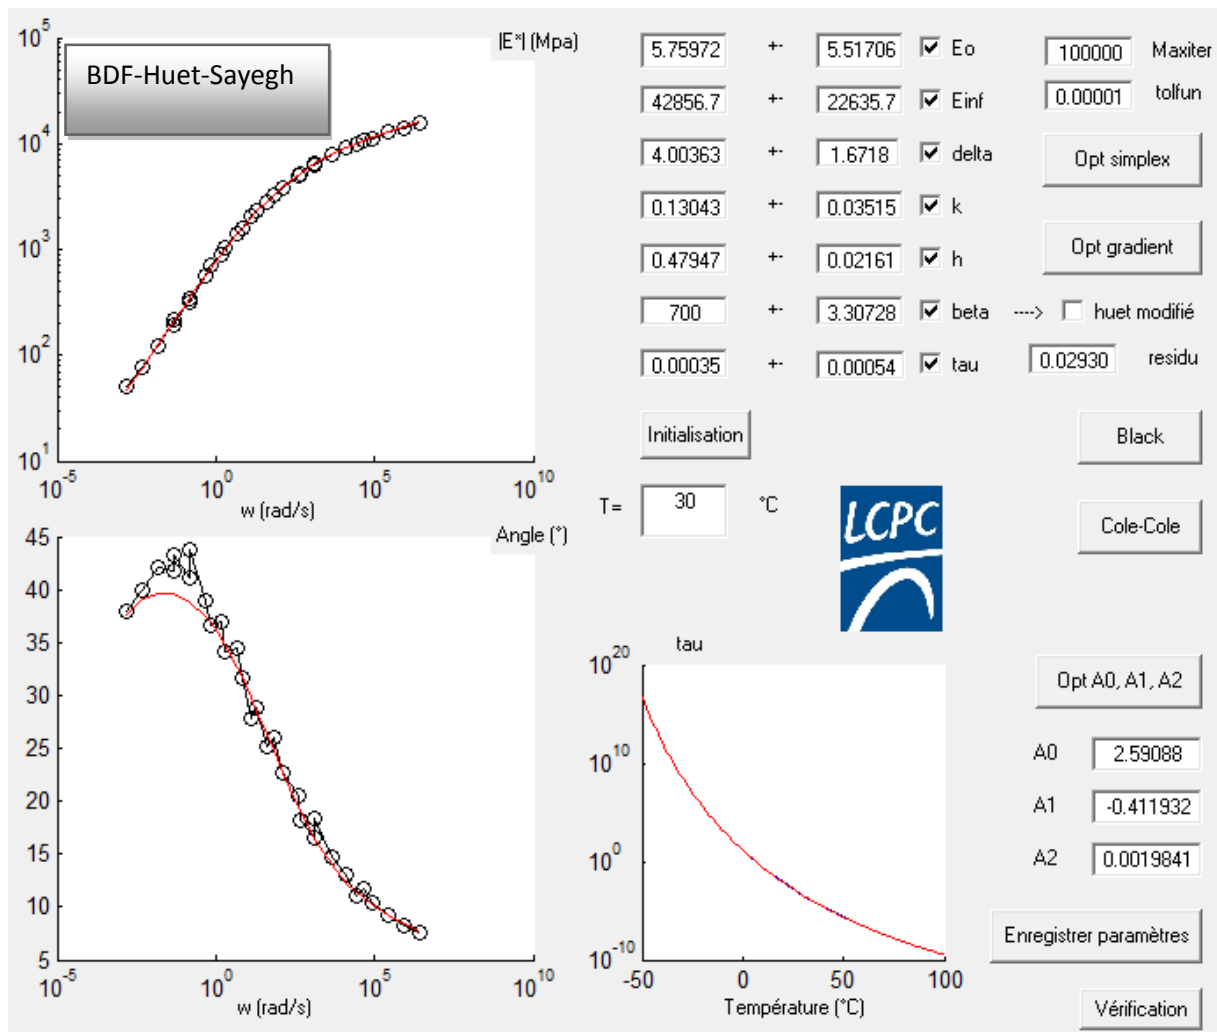 BDF-Huet-Sayegh
|E*| (Mpa)
10^5
10^4
10^3
10^2
10^1
10^-5 10^0 10^5 10^10
w (rad/s)
5.75972 +- 5.51706 Eo
42856.7 +- 22635.7 Einf
4.00363 +- 1.6718 delta
0.13043 +- 0.03515 k
0.47947 +- 0.02161 h
700 +- 3.30728 beta ----> huet modifié
0.00035 +- 0.00054 tau
100000 Maxiter
0.00001 tolfun
Opt simplex
Opt gradient
0.02930 residu
Initialisation
Black
T= 30 °C
LCPC
Cole-Cole
Angle (°)
45
40
35
30
25
20
15
10
5
10^-5 10^0 10^5 10^10
w (rad/s)
tau
10^20
10^10
10^0
10^-10
-50 0 50 100
Température (°C)
Opt A0, A1, A2
A0 2.59088
A1 -0.411932
A2 0.0019841
Enregistrer paramètres
Vérification